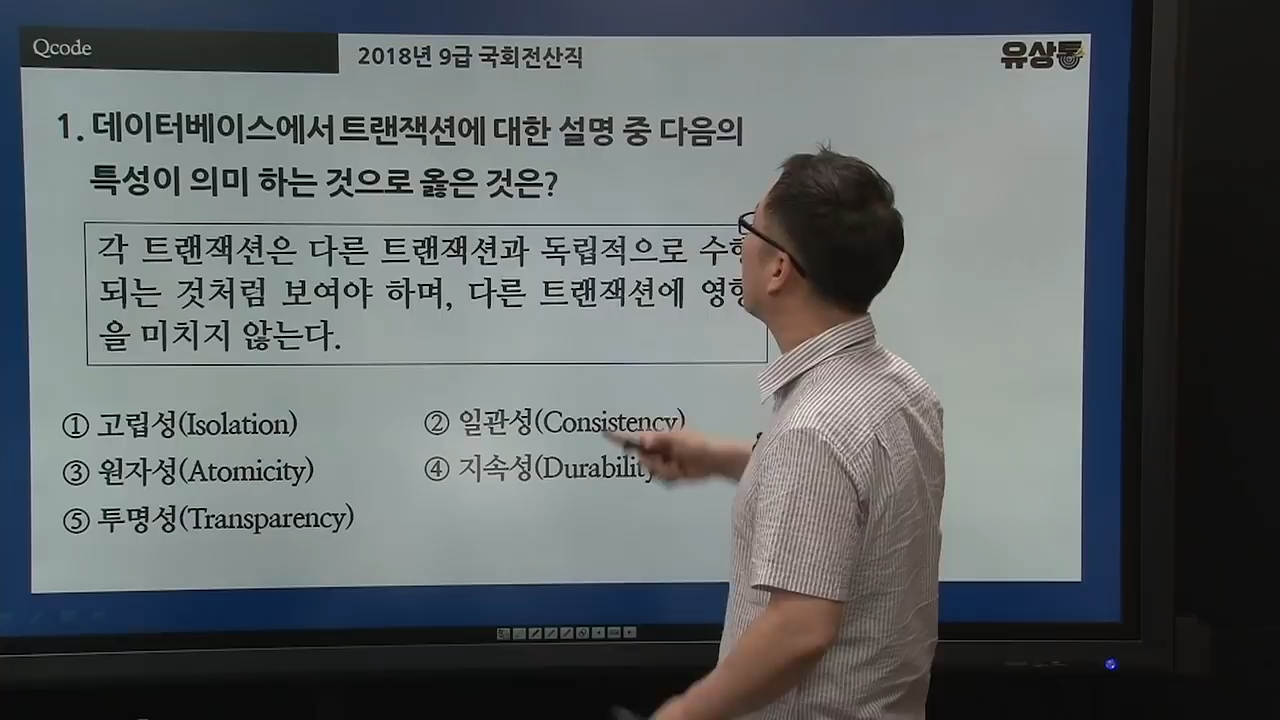 Qcode
2018년 9급 국회전산직
유상통
1. 데이터베이스에서 트랜잭션에 대한 설명 중 다음의
특성이 의미 하는 것으로 옳은 것은?
각 트랜잭션은 다른 트랜잭션과 독립적으로
되는 것처럼 보여야 하며, 다른 트랜잭션에
을 미치지 않는다.
① 고립성(Isolation)
② 일관성(Consistency)
③ 원자성(Atomicity)
④ 지속성(Durability
⑤ 투명성(Transparency)